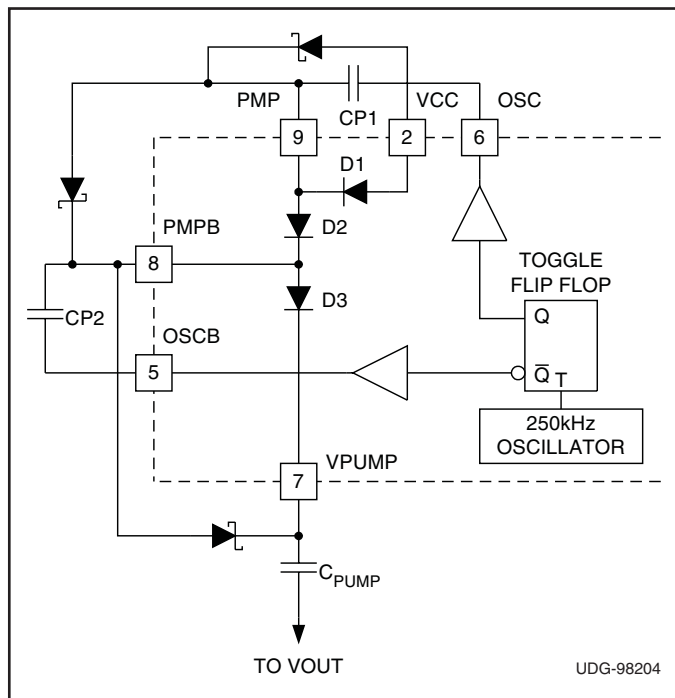 PMP
CP1
VCC
OSC
9
2
6
D1
D2
PMPB
8
TOGGLE
FLIP FLOP
D3
Q
CP2
OSCB
5
Q̅
T
250kHz
OSCILLATOR
VPUMP
7
CPUMP
TO VOUT
UDG-98204